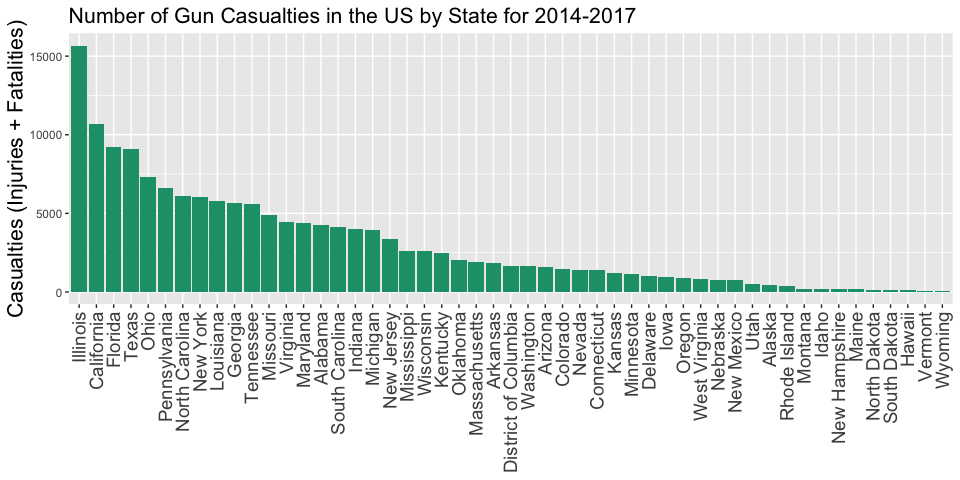 Number of Gun Casualties in the US by State for 2014-2017
Casualties (Injuries + Fatalities)
15000
10000
5000
0
Illinois
California
Florida
Texas
Ohio
Pennsylvania
North Carolina
New York
Louisiana
Georgia
Tennessee
Missouri
Virginia
Maryland
Alabama
South Carolina
Indiana
Michigan
New Jersey
Mississippi
Wisconsin
Kentucky
Oklahoma
Massachusetts
Arkansas
District of Columbia
Washington
Arizona
Colorado
Nevada
Connecticut
Kansas
Minnesota
Delaware
Iowa
Oregon
West Virginia
Nebraska
New Mexico
Utah
Alaska
Rhode Island
Montana
Idaho
New Hampshire
Maine
North Dakota
South Dakota
Hawaii
Vermont
Wyoming